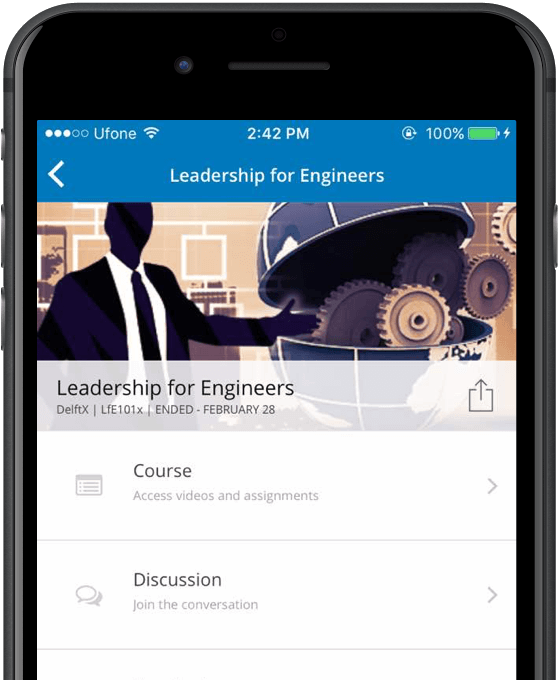 Ufone 2:42 PM 100%
Leadership for Engineers
Leadership for Engineers
DelftX | LfE101x | ENDED - FEBRUARY 28
Course
Access videos and assignments
Discussion
Join the conversation